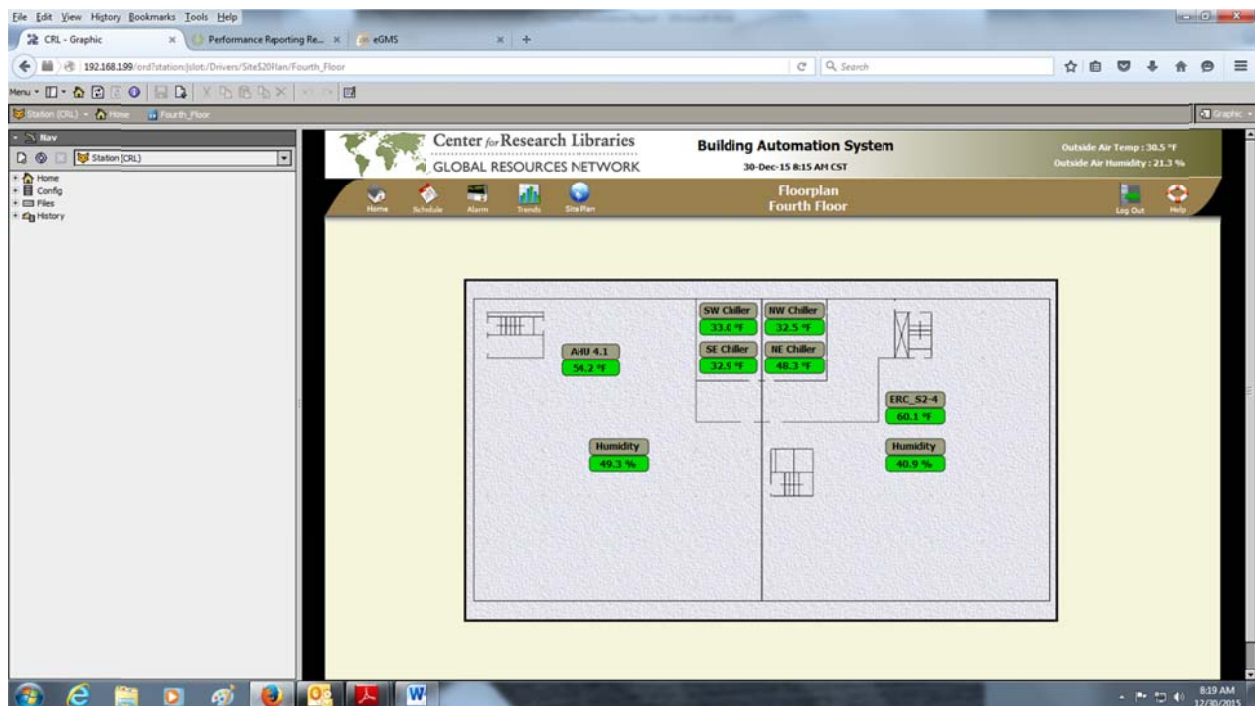 File Edit View History Bookmarks Tools Help
CRL - Graphic
Performance Reporting Re...
eGMS
192.168.199/ord?station:|slot:/Drivers/Site$20Han/Fourth_Floor
Search
Menu
Station (CRL) Home Fourth_Floor
Graphic
Nav
Station (CRL)
Home
Config
Files
History
Center for Research Libraries
GLOBAL RESOURCES NETWORK
Building Automation System
30-Dec-15 8:15 AM CST
Outside Air Temp : 30.5 °F
Outside Air Humidity : 21.3 %
Home Schedule Alarm Trends Site Plan
Floorplan
Fourth Floor
Log Out Help
SW Chiller NW Chiller
33.0 °F 32.5 °F
SE Chiller NE Chiller
32.9 °F 48.3 °F
AHU 4.1
54.2 °F
ERC_S2-4
60.1 °F
Humidity
49.3 %
Humidity
40.9 %
8:19 AM
12/30/2015